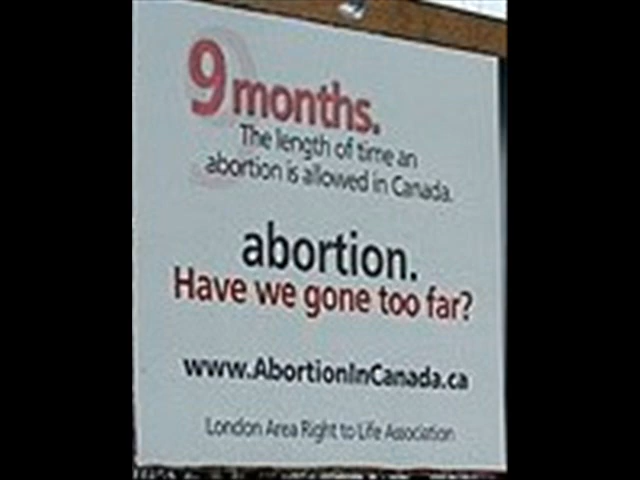 9 months.
The length of time an
abortion is allowed in Canada.
abortion.
Have we gone too far?
www.AbortionInCanada.ca
London Area Right to Life Association